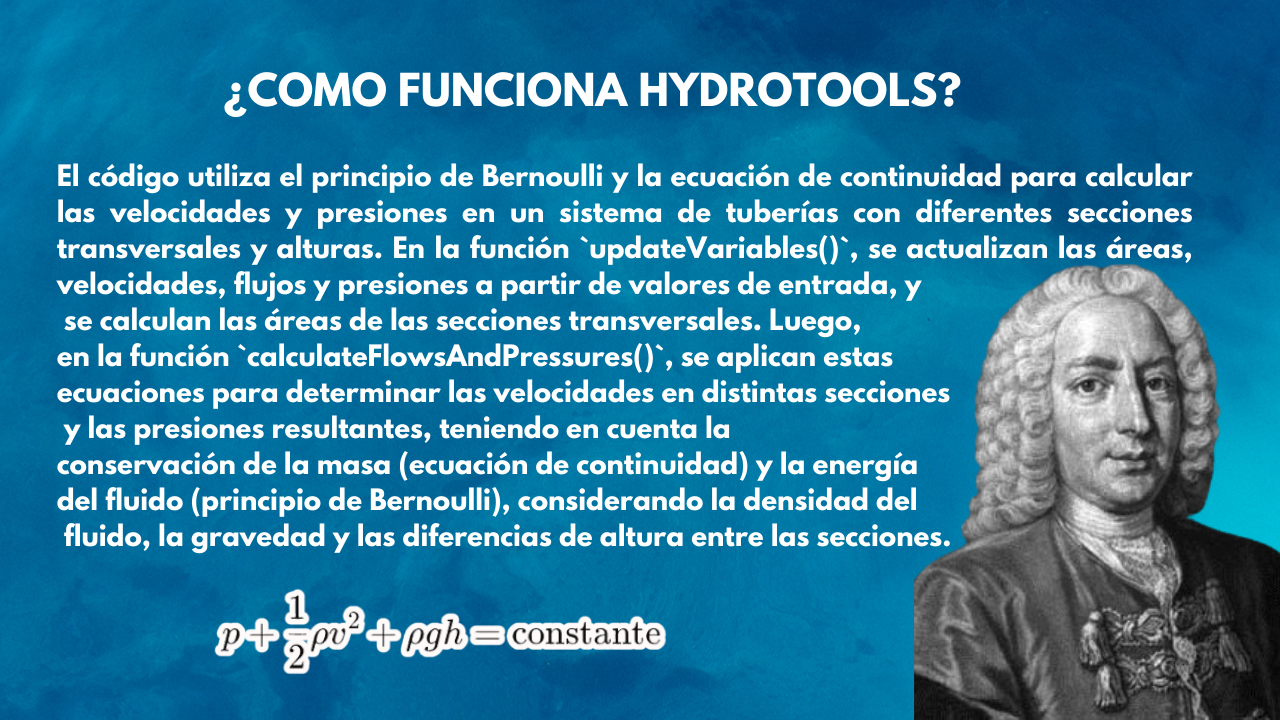 ¿COMO FUNCIONA HYDROTOOLS?
El código utiliza el principio de Bernoulli y la ecuación de continuidad para calcular
las velocidades y presiones en un sistema de tuberías con diferentes secciones
transversales y alturas. En la función `updateVariables()`, se actualizan las áreas,
velocidades, flujos y presiones a partir de valores de entrada, y
se calculan las áreas de las secciones transversales. Luego,
en la función `calculateFlowsAndPressures()`, se aplican estas
ecuaciones para determinar las velocidades en distintas secciones
y las presiones resultantes, teniendo en cuenta la
conservación de la masa (ecuación de continuidad) y la energía
del fluido (principio de Bernoulli), considerando la densidad del
fluido, la gravedad y las diferencias de altura entre las secciones.
p + 1/2 ρv² + ρgh = constante